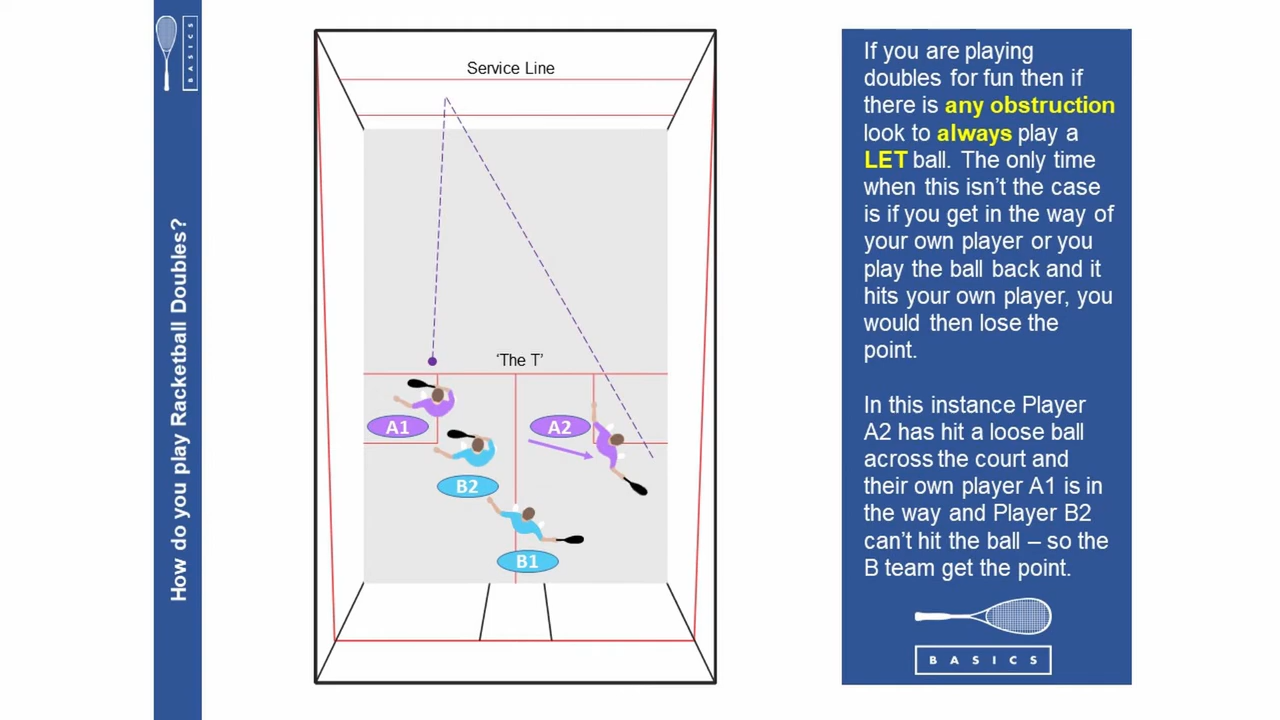 BASICS
How do you play Racketball Doubles?
Service Line
'The T'
A1
A2
B2
B1
If you are playing
doubles for fun then if
there is any obstruction
look to always play a
LET ball. The only time
when this isn't the case
is if you get in the way of
your own player or you
play the ball back and it
hits your own player, you
would then lose the
point.
In this instance Player
A2 has hit a loose ball
across the court and
their own player A1 is in
the way and Player B2
can't hit the ball – so the
B team get the point.
BASICS